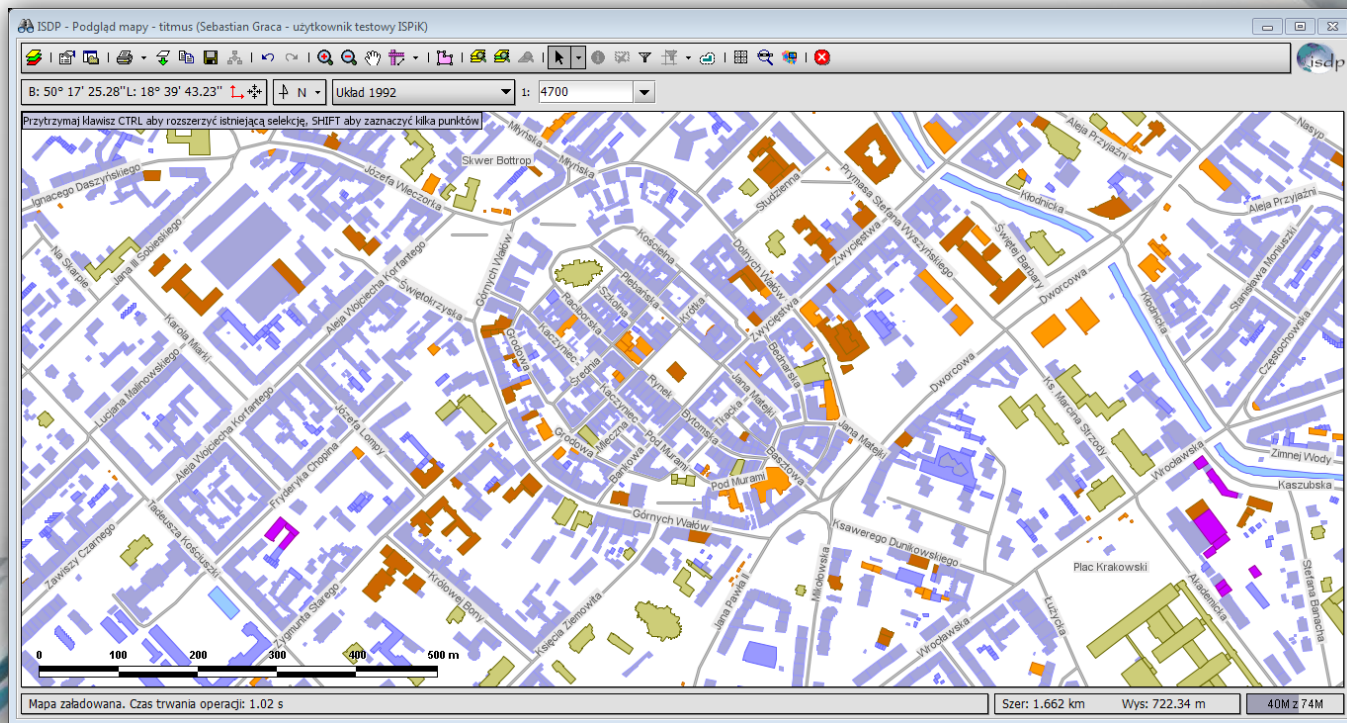 ISDP - Podgląd mapy - titmus (Sebastian Graca - użytkownik testowy ISPiK)
isdp
B: 50° 17' 25.28"L: 18° 39' 43.23"
N
Układ 1992
1:
4700
Przytrzymaj klawisz CTRL aby rozszerzyć istniejącą selekcję, SHIFT aby zaznaczyć kilka punktów
Młyńska
Aleja Przyjaźni
Nasyp
Skwer Bottrop
Młyńska
Ignacego Daszyńskiego
Józefa Wieczorka
Studzienna
Prymasa Stefana Wyszyńskiego
Kłodnicka
Aleja Przyjaźni
Na Skarpie
Jana III Sobieskiego
Aleja Wojciecha Korfantego
Kościelna
Dolnych Wałów
Zwycięstwa
Świętej Barbary
Stanisława Moniuszki
Górnych Wałów
Świętokrzyska
Plebańska
Szkolna
Raciborska
Krótka
Zwycięstwa
Dworcowa
Kłodnicka
Karola Miarki
Kaczyniec
Grodowa
Średnia
Rynek
Bednarska
Częstochowska
Lucjana Malinowskiego
Aleja Wojciecha Korfantego
Józefa Lompy
Kaczyniec
Jana Matejki
Tkacka
Dworcowa
Ks. Marcina Strzody
Fryderyka Chopina
Grodowa
Mleczna
Bankowa
Pod Murami
Bytomska
Basztowa
Jana Matejki
Wrocławska
Zimnej Wody
Pod Murami
Kaszubska
Tadeusza Kościuszki
Górnych Wałów
Ksawerego Dunikowskiego
Zawiszy Czarnego
Zygmunta Starego
Królowej Bony
Księcia Ziemowita
Jana Pawła II
Mikołowska
Plac Krakowski
Akademicka
Stefana Banacha
Wrocławska
Łużycka
0 100 200 300 400 500 m
Mapa załadowana. Czas trwania operacji: 1.02 s
Szer: 1.662 km
Wys: 722.34 m
40M z 74M